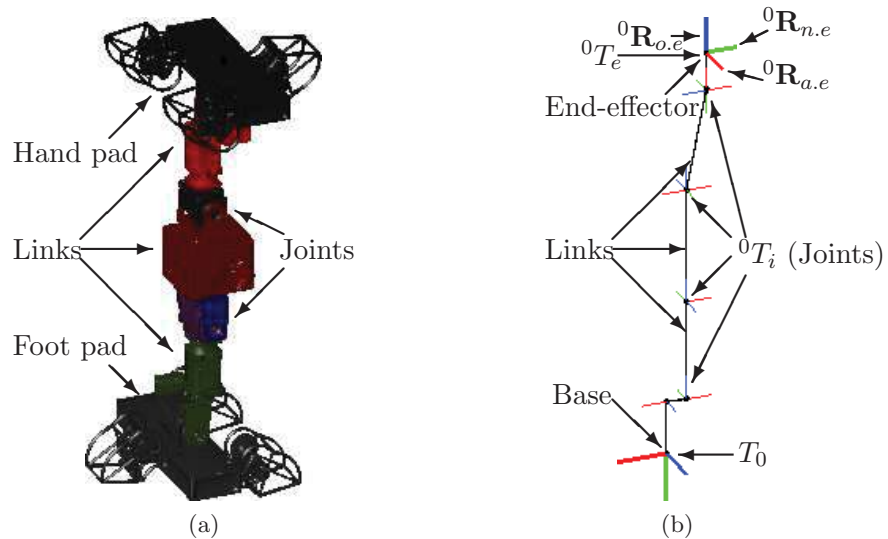 Hand pad
Links
Joints
Foot pad
(a)
⁰R_{o.e}
⁰R_{n.e}
⁰T_e
⁰R_{a.e}
End-effector
Links
⁰T_i (Joints)
Base
T_0
(b)